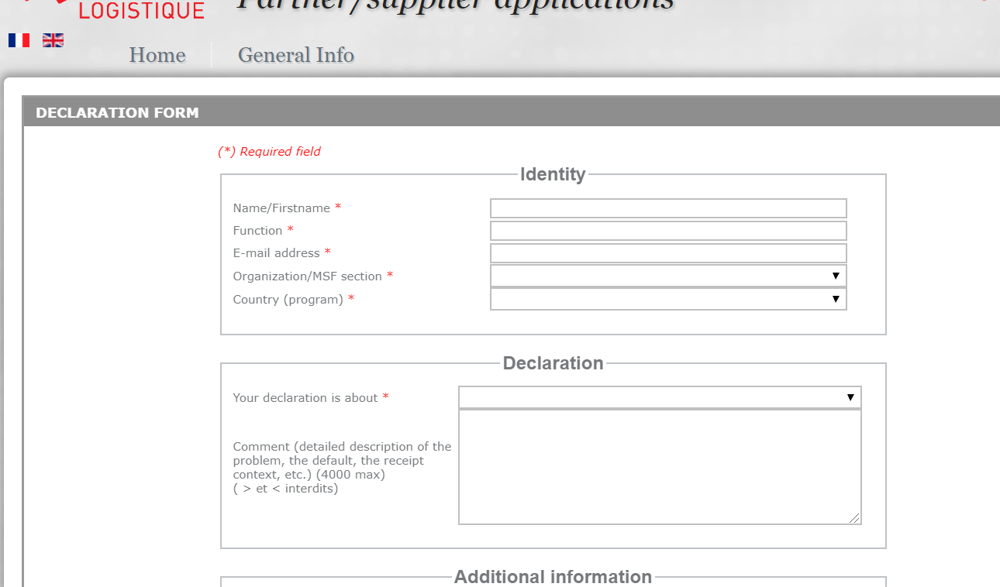 LOGISTIQUE
Partner/supplier applications
Home
General Info
DECLARATION FORM
(*) Required field
Identity
Name/Firstname *
Function *
E-mail address *
Organization/MSF section *
Country (program) *
Declaration
Your declaration is about *
Comment (detailed description of the
problem, the default, the receipt
context, etc.) (4000 max)
( > et < interdits)
Additional information